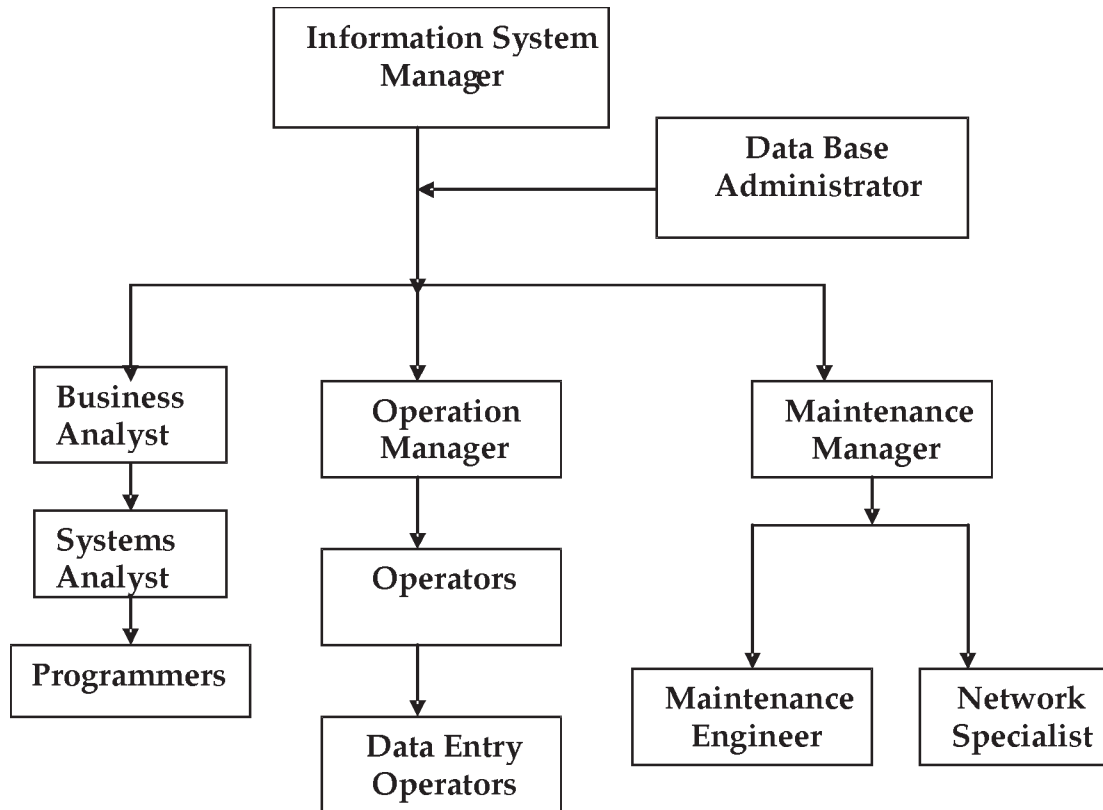 Information System
Manager
Data Base
Administrator
Business
Analyst
Operation
Manager
Maintenance
Manager
Systems
Analyst
Operators
Programmers
Maintenance
Engineer
Network
Specialist
Data Entry
Operators